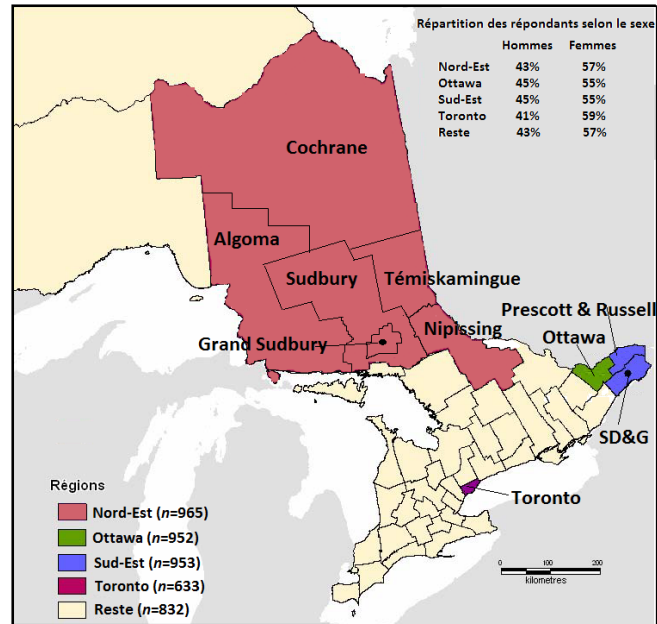 Répartition des répondants selon le sexe
Hommes Femmes
Nord-Est 43% 57%
Ottawa 45% 55%
Sud-Est 45% 55%
Toronto 41% 59%
Reste 43% 57%
Cochrane
Algoma
Sudbury
Témiskamingue
Prescott & Russell
Nipissing
Ottawa
Grand Sudbury
SD&G
Toronto
Régions
Nord-Est (n=965)
Ottawa (n=952)
Sud-Est (n=953)
Toronto (n=633)
Reste (n=832)
0 100 200
kilometres